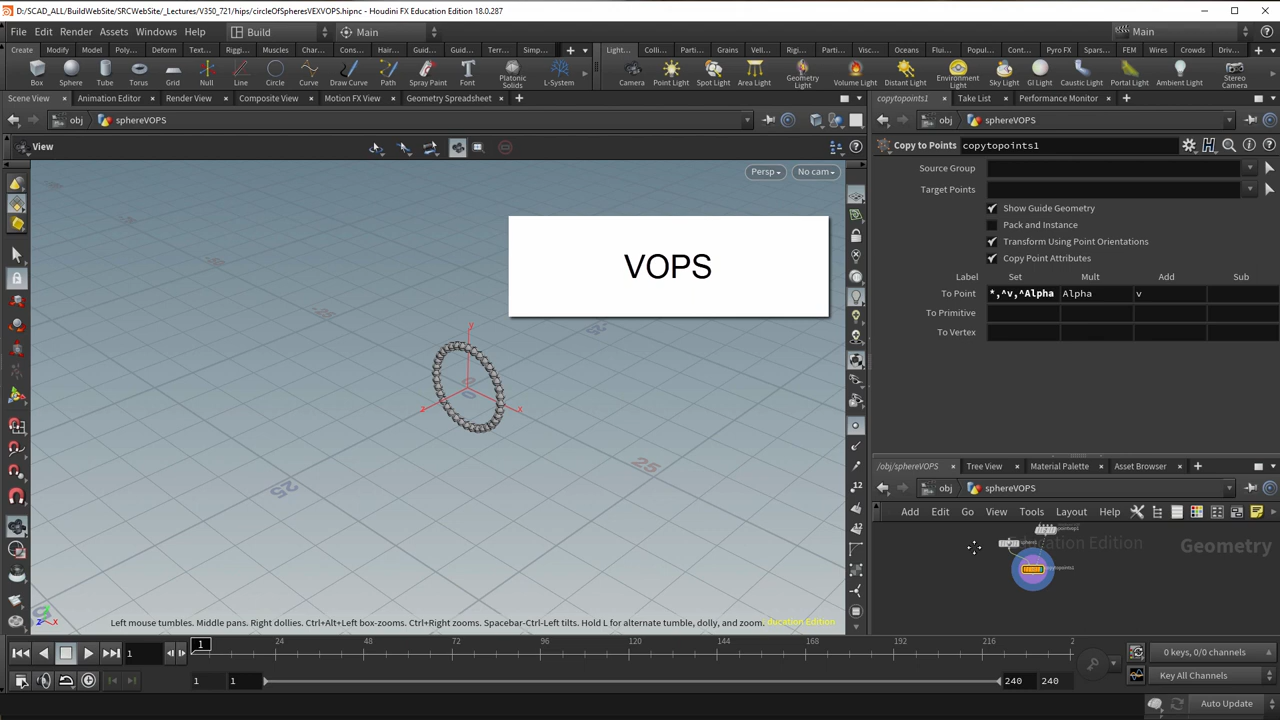 D:/SCAD_ALL/BuildWebSite/SRCWebSite/_Lectures/V350_721/hips/circleOfSpheresVEXVOPS.hipnc - Houdini FX Education Edition 18.0.287
File Edit Render Assets Windows Help Build Main Main
Create Modify Model Poly... Deform Textu... Riggi... Muscles Char... Cons... Hair... Guid... Guid... Terr... Simp... Light... Colli... Parti... Grains Vell... Rigi... Parti... Visc... Oceans Flui... Popul... Cont... Pyro FX Spars... FEM Wires Crowds Driv...
Box Sphere Tube Torus Grid Null Line Circle Curve Draw Curve Path Spray Paint Font Platonic Solids L-System Camera Point Light Spot Light Area Light Geometry Light Volume Light Distant Light Environment Light Sky Light GI Light Caustic Light Portal Light Ambient Light Stereo Camera
Scene View Animation Editor Render View Composite View Motion FX View Geometry Spreadsheet copytopoints1 Take List Performance Monitor
obj sphereVOPS obj sphereVOPS
View Copy to Points copytopoints1
Persp No cam
Source Group
Target Points
Show Guide Geometry
Pack and Instance
Transform Using Point Orientations
Copy Point Attributes
Label Set Mult Add Sub
To Point *,^v,^Alpha Alpha v
To Primitive
To Vertex
VOPS
y
z x
25
25
/obj/sphereVOPS Tree View Material Palette Asset Browser
obj sphereVOPS
Add Edit Go View Tools Layout Help
ducation Edition Geometry
Left mouse tumbles. Middle pans. Right dollies. Ctrl+Alt+Left box-zooms. Ctrl+Right zooms. Spacebar-Ctrl-Left tilts. Hold L for alternate tumble, dolly, and zoom. ducation Edition
1 1 24 48 72 96 120 144 168 192 216 2 0 keys, 0/0 channels
1 1 240 240 Key All Channels
Auto Update